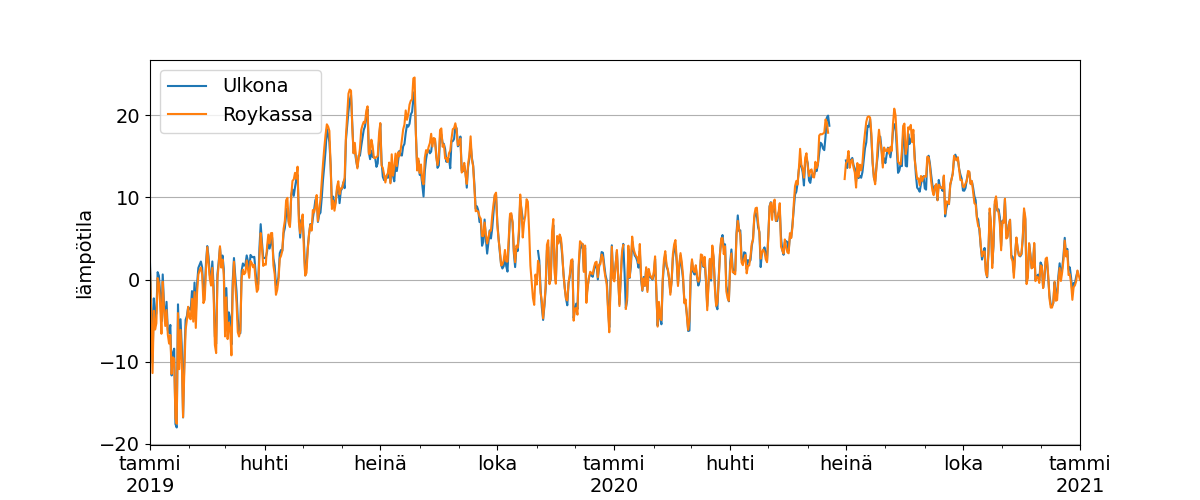 Ulkona
Roykassa
lämpötila
20
10
0
−10
−20
tammi huhti heinä loka tammi huhti heinä loka tammi
2019 2020 2021